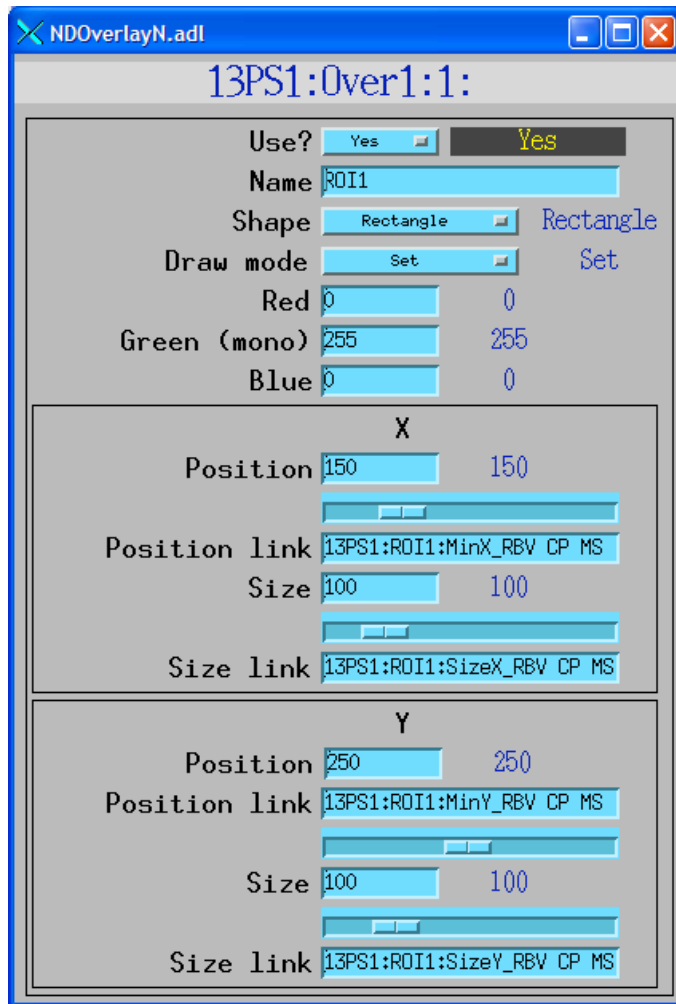 NDOverlayN.adl
13PS1:Over1:1:
Use? Yes Yes
Name ROI1
Shape Rectangle Rectangle
Draw mode Set Set
Red 0 0
Green (mono) 255 255
Blue 0 0
X
Position 150 150
Position link 13PS1:ROI1:MinX_RBV CP MS
Size 100 100
Size link 13PS1:ROI1:SizeX_RBV CP MS
Y
Position 250 250
Position link 13PS1:ROI1:MinY_RBV CP MS
Size 100 100
Size link 13PS1:ROI1:SizeY_RBV CP MS